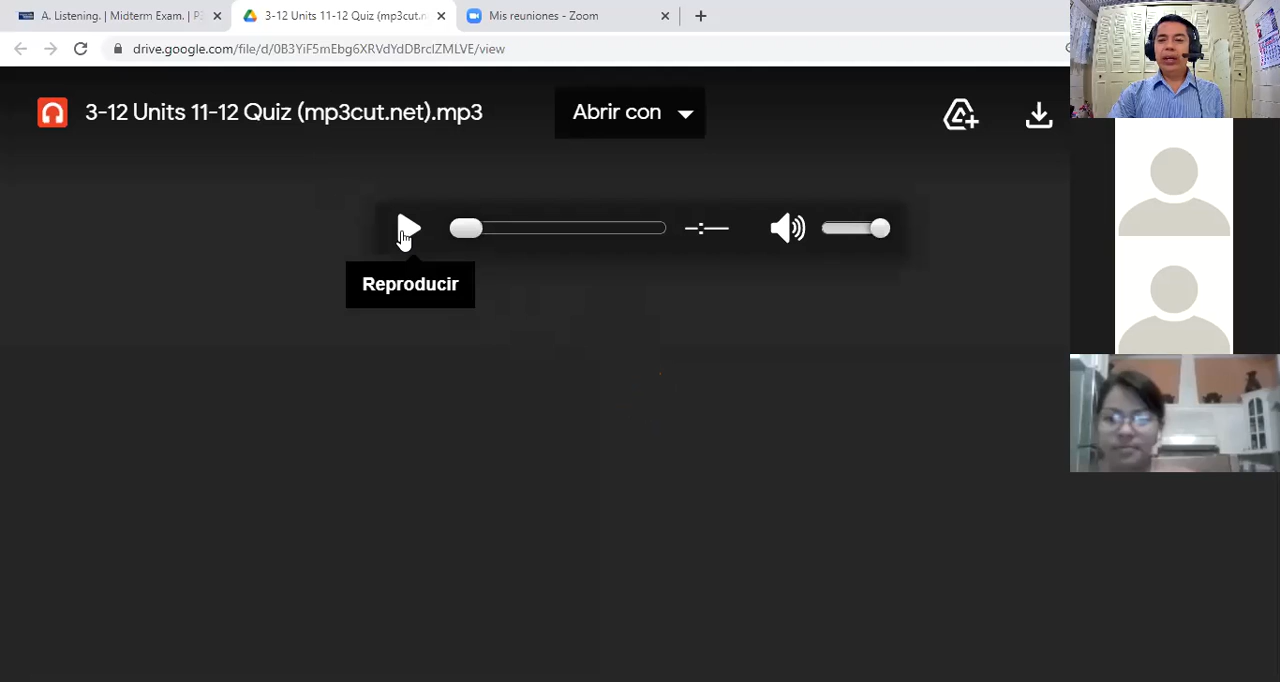 A. Listening. | Midterm Exam. | P3
3-12 Units 11-12 Quiz (mp3cut.n
Mis reuniones - Zoom
drive.google.com/file/d/0B3YiF5mEbg6XRVdYdDBrclZMLVE/view
3-12 Units 11-12 Quiz (mp3cut.net).mp3
Abrir con
-:--
Reproducir